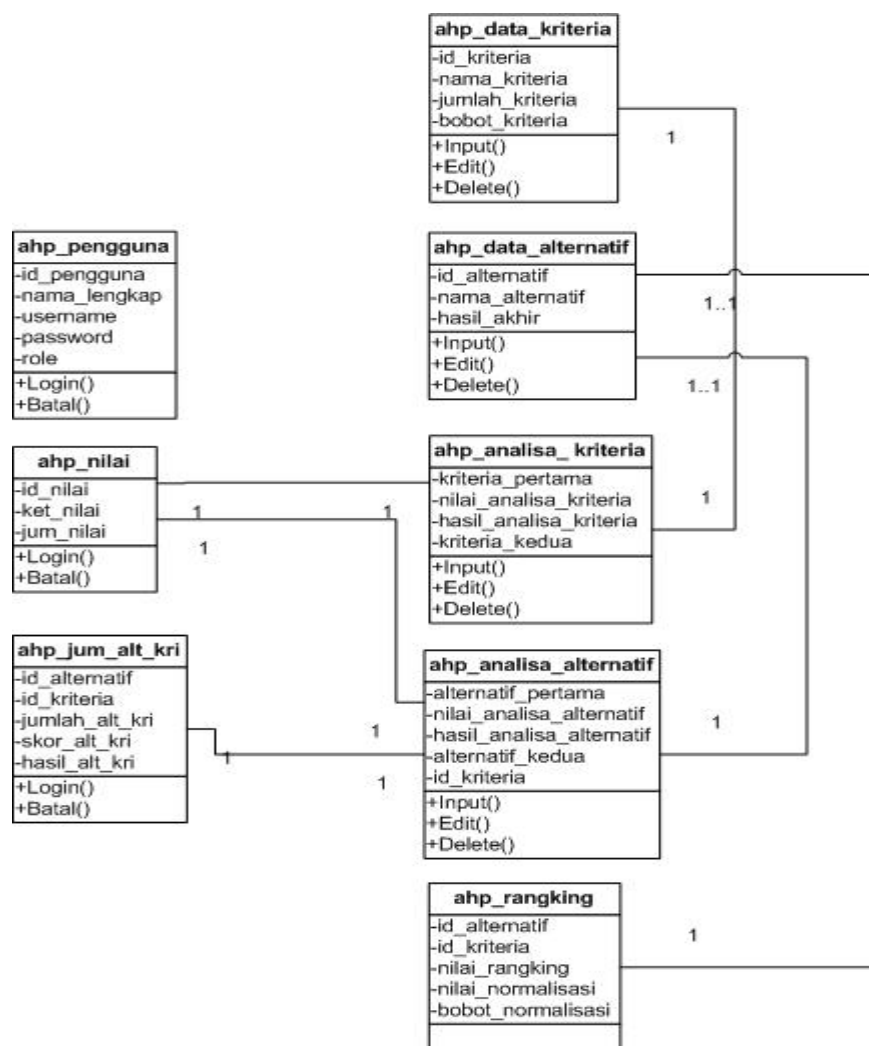 ahp_data_kriteria
-id_kriteria
-nama_kriteria
-jumlah_kriteria
-bobot_kriteria
+Input()
+Edit()
+Delete()
1
ahp_pengguna
-id_pengguna
-nama_lengkap
-username
-password
-role
+Login()
+Batal()
ahp_data_alternatif
-id_alternatif
-nama_alternatif
-hasil_akhir
+Input()
+Edit()
+Delete()
1..1
1..1
ahp_nilai
-id_nilai
-ket_nilai
-jum_nilai
+Login()
+Batal()
1
1
1
ahp_analisa_ kriteria
-kriteria_pertama
-nilai_analisa_kriteria
-hasil_analisa_kriteria
-kriteria_kedua
+Input()
+Edit()
+Delete()
1
ahp_jum_alt_kri
-id_alternatif
-id_kriteria
-jumlah_alt_kri
-skor_alt_kri
-hasil_alt_kri
+Login()
+Batal()
1
1
1
ahp_analisa_alternatif
-alternatif_pertama
-nilai_analisa_alternatif
-hasil_analisa_alternatif
-alternatif_kedua
-id_kriteria
+Input()
+Edit()
+Delete()
1
ahp_rangking
-id_alternatif
-id_kriteria
-nilai_rangking
-nilai_normalisasi
-bobot_normalisasi
1